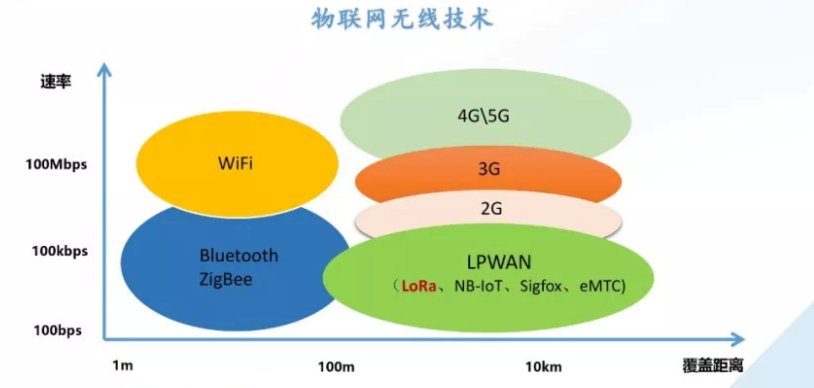 物联网无线技术
速率
4G\5G
WiFi
100Mbps
3G
2G
100kbps
Bluetooth
ZigBee
LPWAN
（LoRa、NB-IoT、Sigfox、eMTC)
100bps
1m
100m
10km
覆盖距离